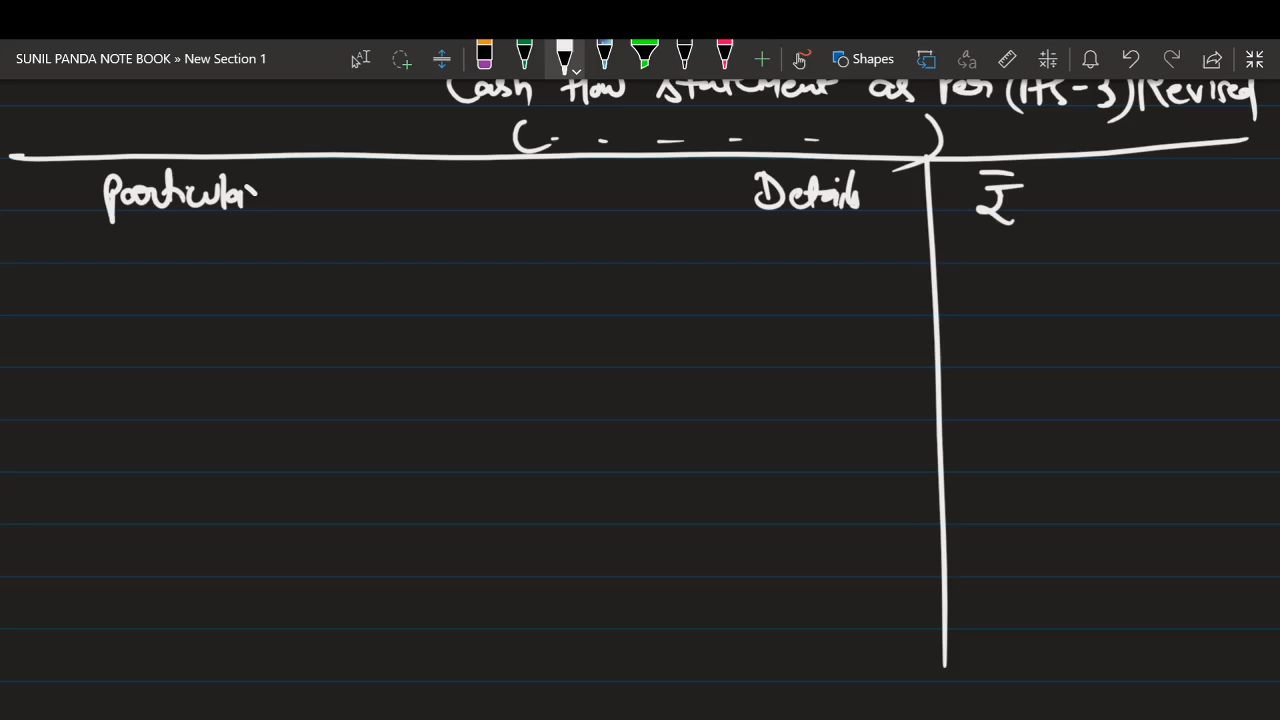 SUNIL PANDA NOTE BOOK » New Section 1
Shapes
Cash flow statement as Per (AS-3) Revised
(- - - - -)
Particular Details ₹